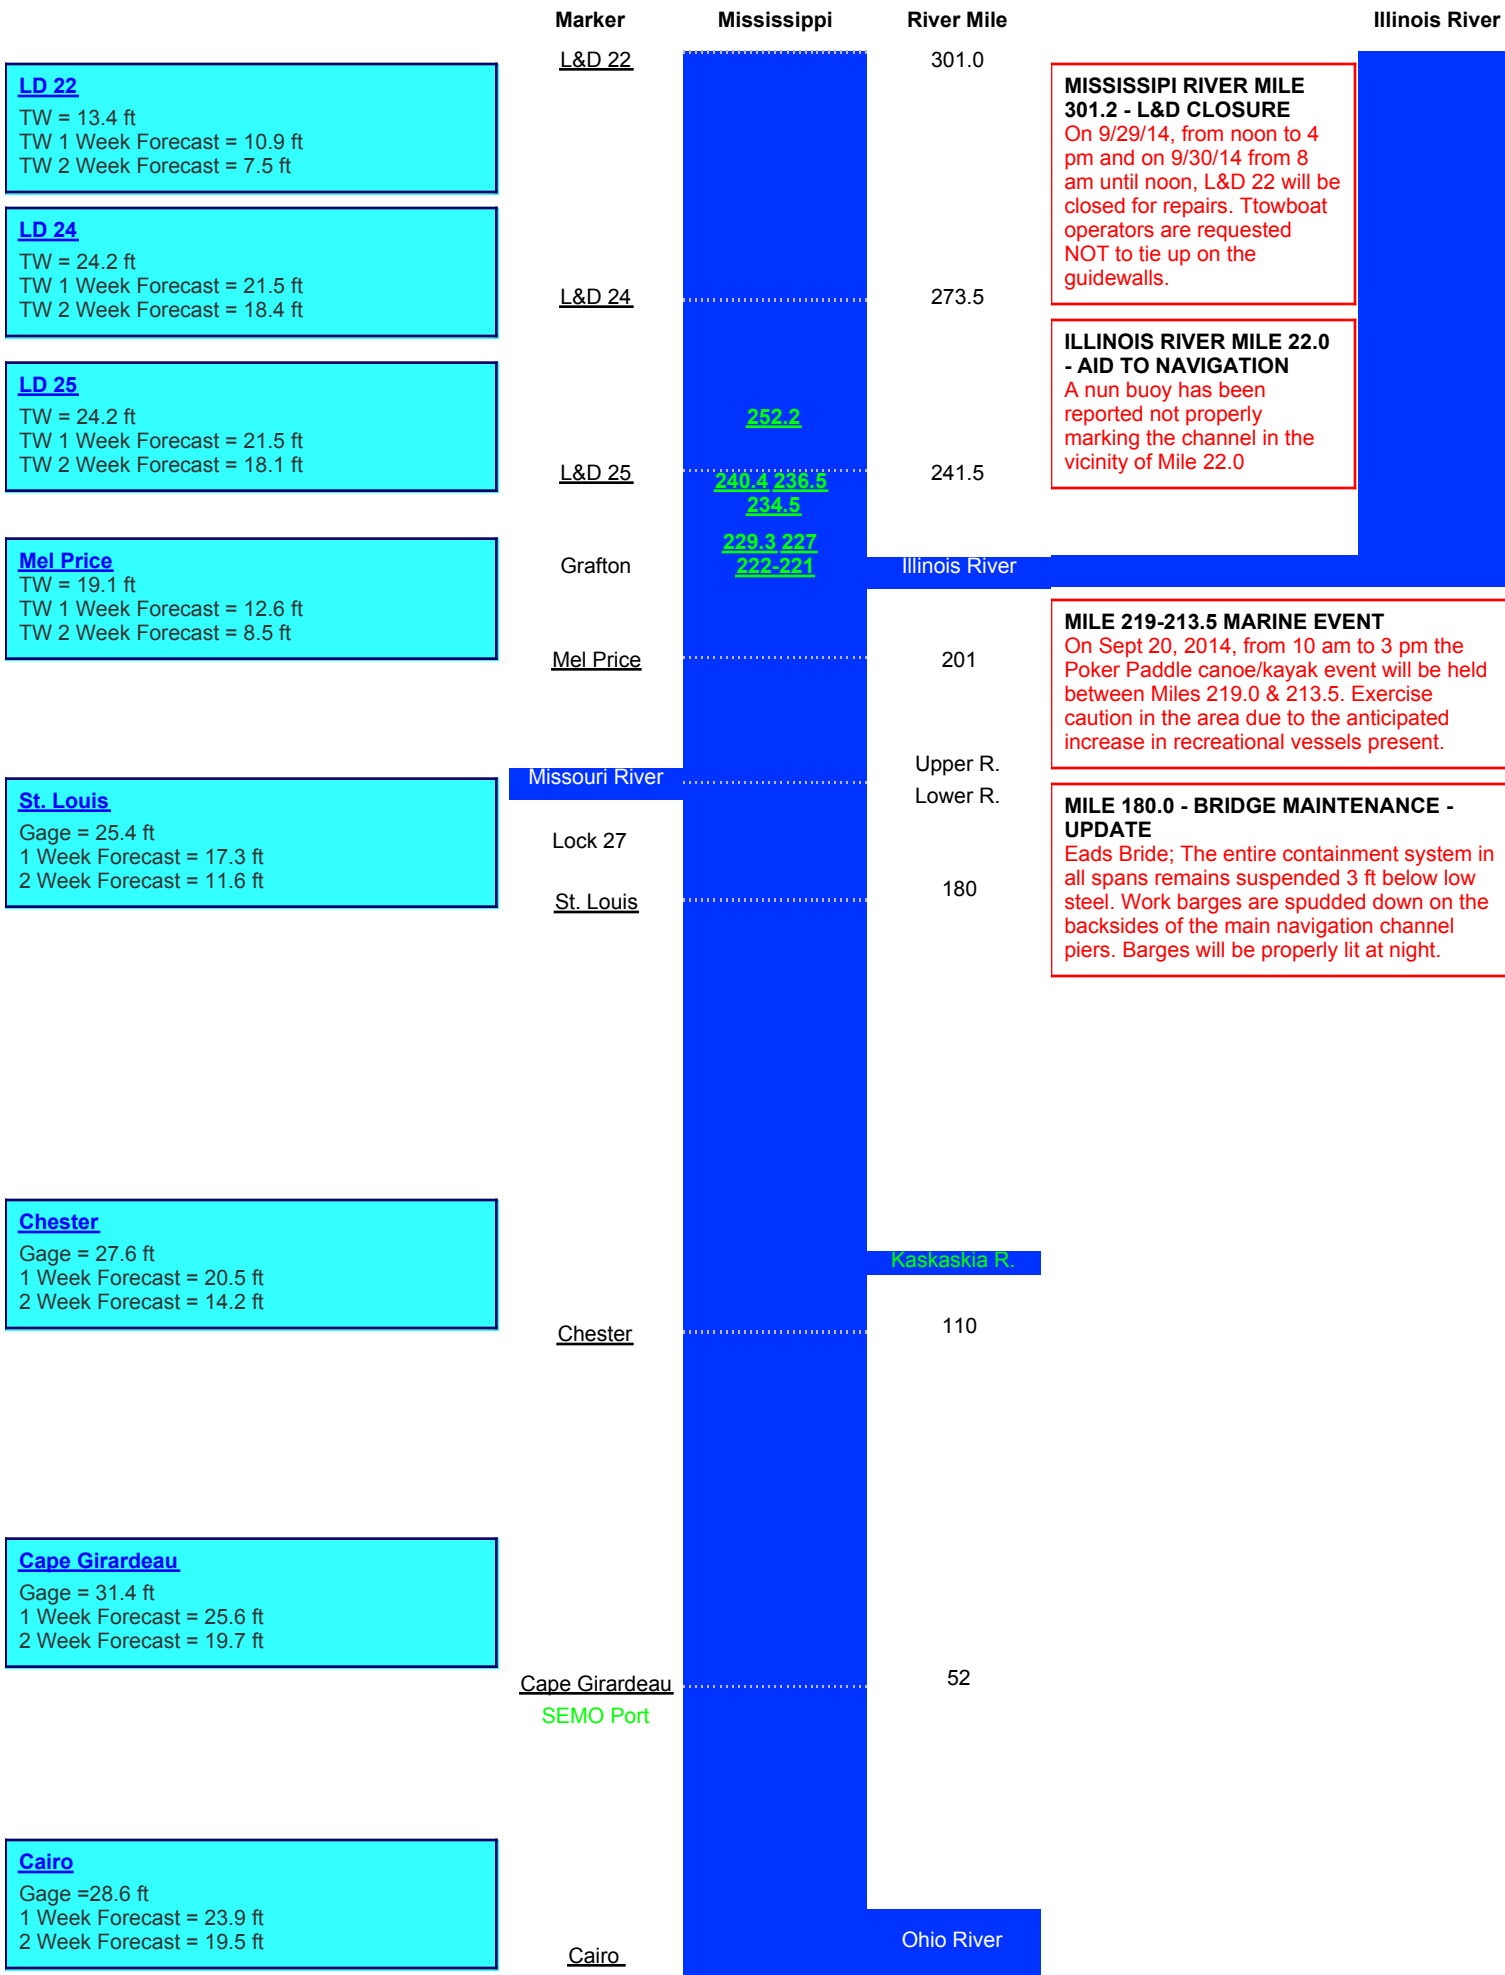 Marker Mississippi River Mile Illinois River
L&D 22 301.0
LD 22
TW = 13.4 ft
TW 1 Week Forecast = 10.9 ft
TW 2 Week Forecast = 7.5 ft
MISSISSIPI RIVER MILE
301.2 - L&D CLOSURE
On 9/29/14, from noon to 4
pm and on 9/30/14 from 8
am until noon, L&D 22 will be
closed for repairs. Ttowboat
operators are requested
NOT to tie up on the
guidewalls.
LD 24
TW = 24.2 ft
TW 1 Week Forecast = 21.5 ft
TW 2 Week Forecast = 18.4 ft
L&D 24 273.5
ILLINOIS RIVER MILE 22.0
- AID TO NAVIGATION
A nun buoy has been
reported not properly
marking the channel in the
vicinity of Mile 22.0
LD 25
TW = 24.2 ft
TW 1 Week Forecast = 21.5 ft
TW 2 Week Forecast = 18.1 ft
252.2
L&D 25 241.5
240.4 236.5
234.5
229.3 227
222-221
Mel Price
TW = 19.1 ft
TW 1 Week Forecast = 12.6 ft
TW 2 Week Forecast = 8.5 ft
Grafton Illinois River
MILE 219-213.5 MARINE EVENT
On Sept 20, 2014, from 10 am to 3 pm the
Poker Paddle canoe/kayak event will be held
between Miles 219.0 & 213.5. Exercise
caution in the area due to the anticipated
increase in recreational vessels present.
Mel Price 201
Upper R.
Missouri River
Lower R.
St. Louis
Gage = 25.4 ft
1 Week Forecast = 17.3 ft
2 Week Forecast = 11.6 ft
MILE 180.0 - BRIDGE MAINTENANCE -
UPDATE
Eads Bride; The entire containment system in
all spans remains suspended 3 ft below low
steel. Work barges are spudded down on the
backsides of the main navigation channel
piers. Barges will be properly lit at night.
Lock 27
St. Louis 180
Chester
Gage = 27.6 ft
1 Week Forecast = 20.5 ft
2 Week Forecast = 14.2 ft
Kaskaskia R.
Chester 110
Cape Girardeau
Gage = 31.4 ft
1 Week Forecast = 25.6 ft
2 Week Forecast = 19.7 ft
Cape Girardeau 52
SEMO Port
Cairo
Gage =28.6 ft
1 Week Forecast = 23.9 ft
2 Week Forecast = 19.5 ft
Ohio River
Cairo